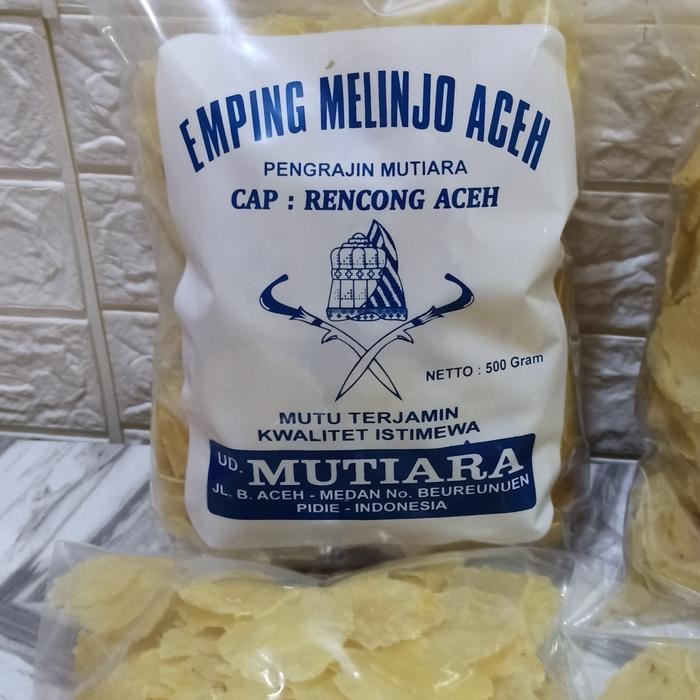 EMPING MELINJO ACEH
PENGRAJIN MUTIARA
CAP : RENCONG ACEH
NETTO : 500 Gram
MUTU TERJAMIN
KWALITET ISTIMEWA
UD. MUTIARA
JL. B. ACEH - MEDAN No. BEUREUNUEN
PIDIE - INDONESIA